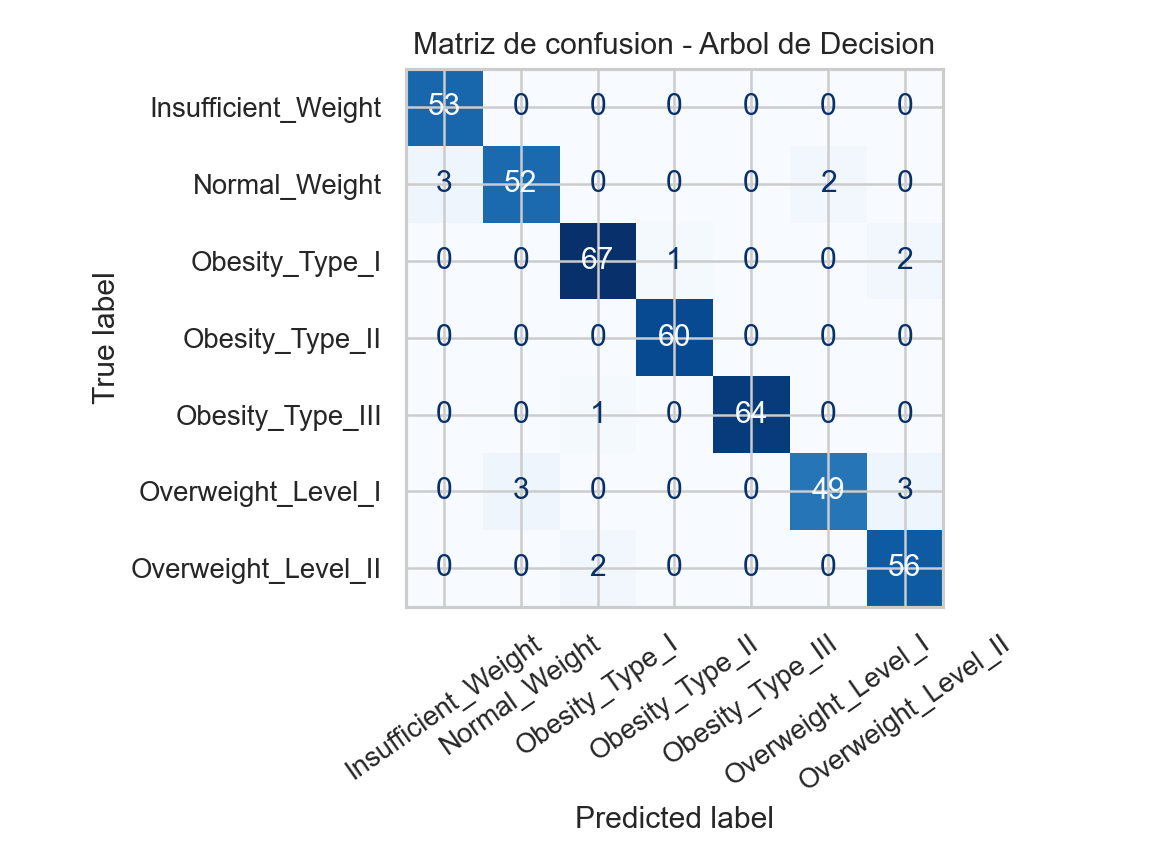 Matriz de confusion - Arbol de Decision
True label
Insufficient_Weight 53 0 0 0 0 0 0
Normal_Weight 3 52 0 0 0 2 0
Obesity_Type_I 0 0 67 1 0 0 2
Obesity_Type_II 0 0 0 60 0 0 0
Obesity_Type_III 0 0 1 0 64 0 0
Overweight_Level_I 0 3 0 0 0 49 3
Overweight_Level_II 0 0 2 0 0 0 56
Insufficient_Weight
Normal_Weight
Obesity_Type_I
Obesity_Type_II
Obesity_Type_III
Overweight_Level_I
Overweight_Level_II
Predicted label